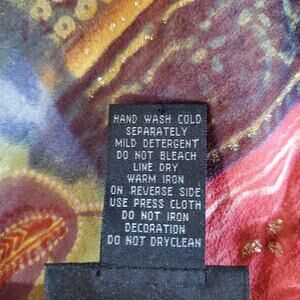 HAND WASH COLD
SEPARATELY
MILD DETERGENT
DO NOT BLEACH
LINE DRY
WARM IRON
ON REVERSE SIDE
USE PRESS CLOTH
DO NOT IRON
DECORATION
DO NOT DRYCLEAN